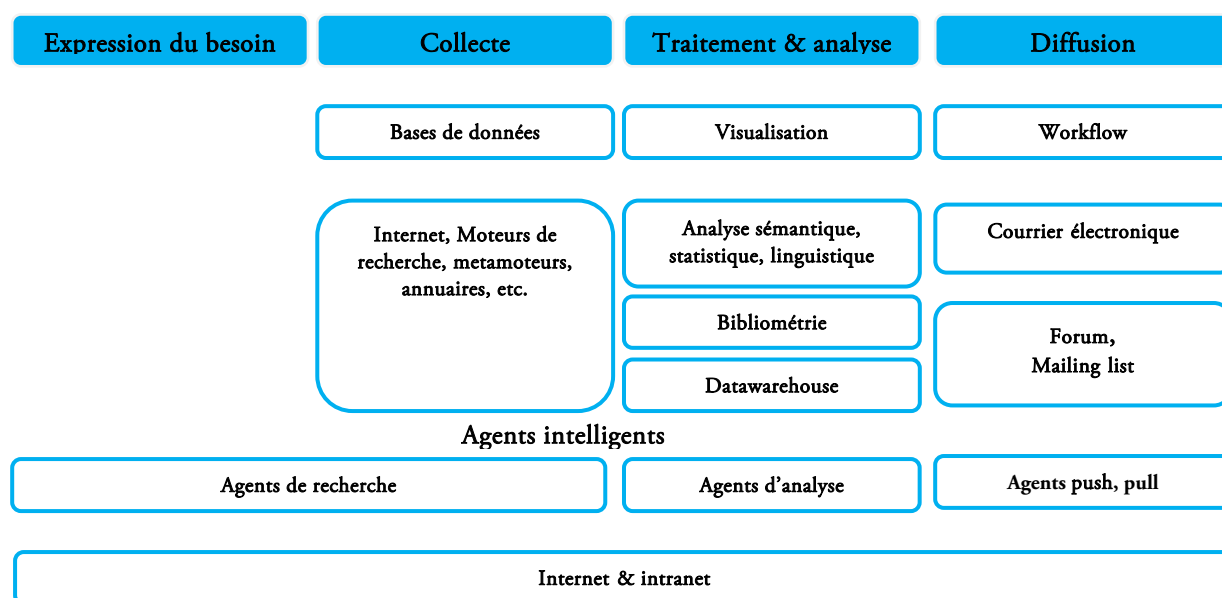 Expression du besoin
Collecte
Traitement & analyse
Diffusion
Bases de données
Visualisation
Workflow
Internet, Moteurs de
recherche, metamoteurs,
annuaires, etc.
Analyse sémantique,
statistique, linguistique
Courrier électronique
Bibliométrie
Forum,
Mailing list
Datawarehouse
Agents intelligents
Agents de recherche
Agents d’analyse
Agents push, pull
Internet & intranet